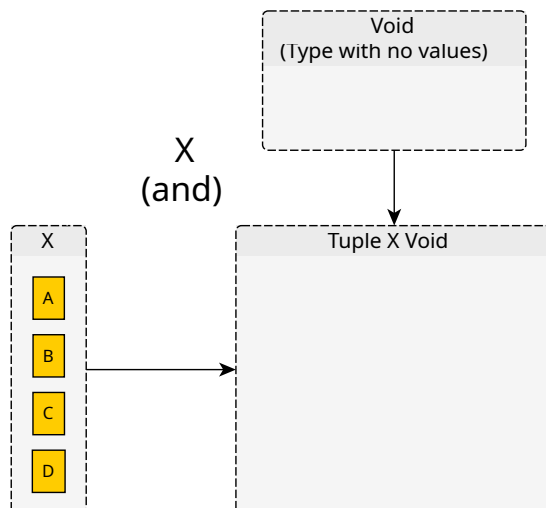 Void
(Type with no values)
X
(and)
X
Tuple X Void
A
B
C
D